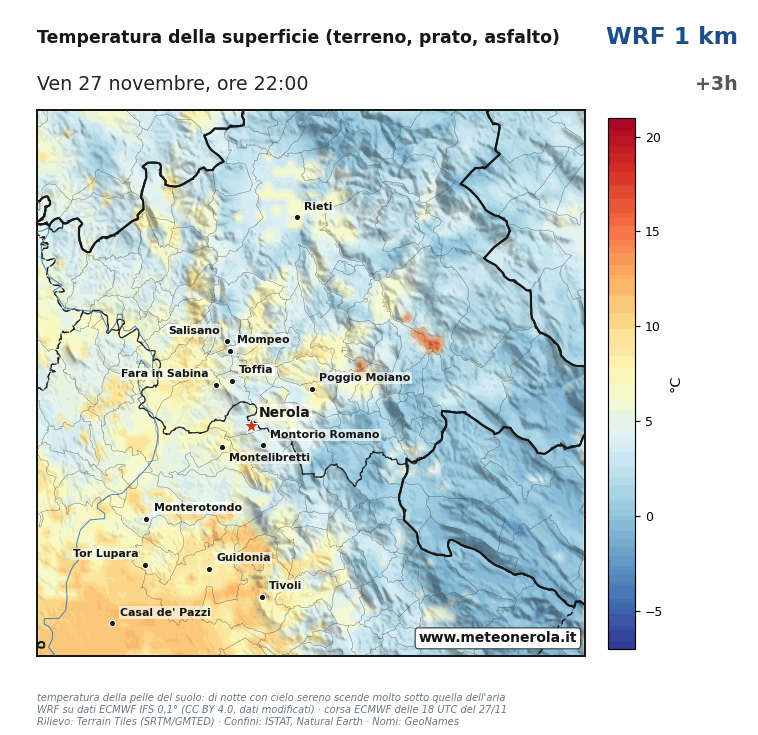 Temperatura della superficie (terreno, prato, asfalto)
WRF 1 km
Ven 27 novembre, ore 22:00
+3h
Rieti
Salisano
Mompeo
Fara in Sabina
Toffia
Poggio Moiano
Nerola
Montorio Romano
Montelibretti
Monterotondo
Tor Lupara
Guidonia
Tivoli
Casal de' Pazzi
www.meteonerola.it
20
15
10
5
0
−5
°C
temperatura della pelle del suolo: di notte con cielo sereno scende molto sotto quella dell'aria
WRF su dati ECMWF IFS 0,1° (CC BY 4.0, dati modificati) · corsa ECMWF delle 18 UTC del 27/11
Rilievo: Terrain Tiles (SRTM/GMTED) · Confini: ISTAT, Natural Earth · Nomi: GeoNames